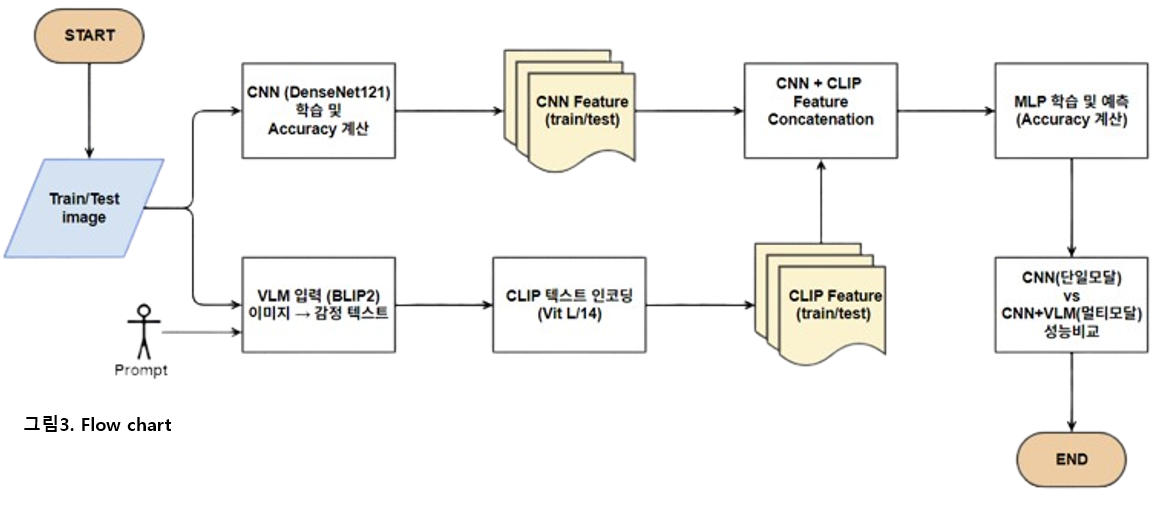 START
Train/Test
image
CNN (DenseNet121)
학습 및
Accuracy 계산
CNN Feature
(train/test)
CNN + CLIP
Feature
Concatenation
MLP 학습 및 예측
(Accuracy 계산)
VLM 입력 (BLIP2)
이미지 → 감정 텍스트
Prompt
CLIP 텍스트 인코딩
(Vit L/14)
CLIP Feature
(train/test)
CNN(단일모달)
vs
CNN+VLM(멀티모달)
성능비교
END
그림3. Flow chart